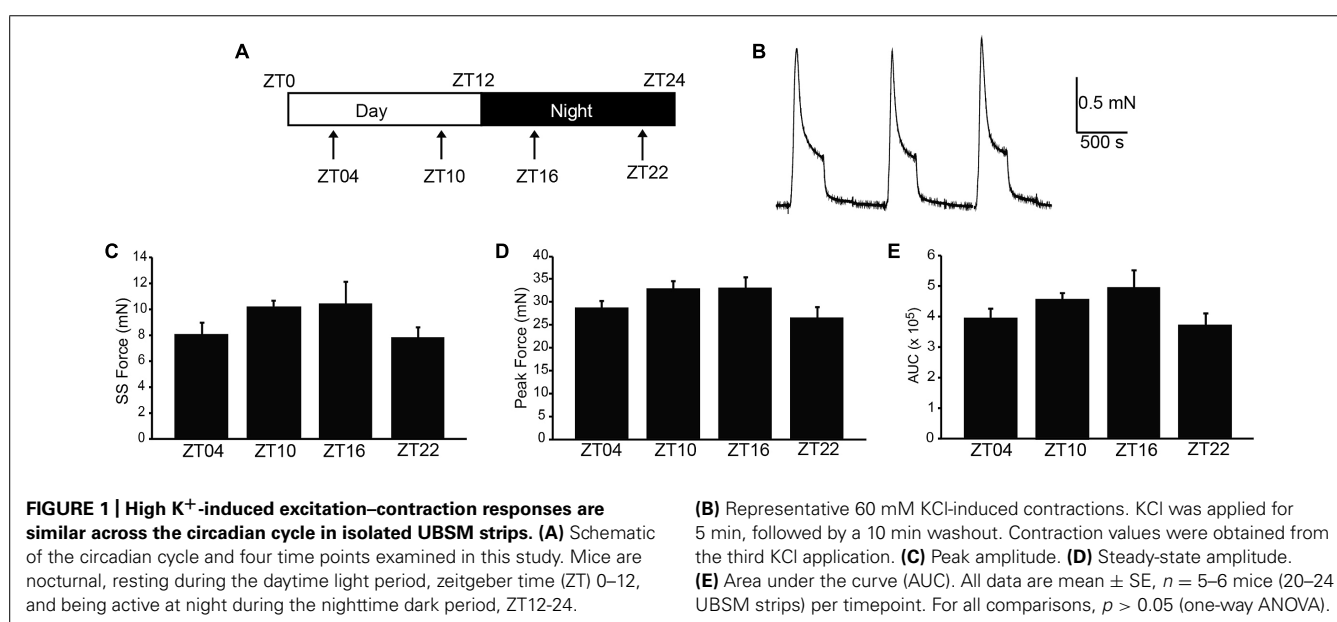 A
ZT0 ZT12 ZT24
Day Night
ZT04 ZT10 ZT16 ZT22
B
0.5 mN
500 s
C
SS Force (mN)
14
12
10
8
6
4
2
0
ZT04 ZT10 ZT16 ZT22
D
Peak Force (mN)
40
35
30
25
20
15
10
5
0
ZT04 ZT10 ZT16 ZT22
E
AUC (x 10⁵)
6
5
4
3
2
1
0
ZT04 ZT10 ZT16 ZT22
FIGURE 1 | High K⁺-induced excitation–contraction responses are
similar across the circadian cycle in isolated UBSM strips. (A) Schematic
of the circadian cycle and four time points examined in this study. Mice are
nocturnal, resting during the daytime light period, zeitgeber time (ZT) 0–12,
and being active at night during the nighttime dark period, ZT12-24.
(B) Representative 60 mM KCl-induced contractions. KCl was applied for
5 min, followed by a 10 min washout. Contraction values were obtained from
the third KCl application. (C) Peak amplitude. (D) Steady-state amplitude.
(E) Area under the curve (AUC). All data are mean ± SE, n = 5–6 mice (20–24
UBSM strips) per timepoint. For all comparisons, p > 0.05 (one-way ANOVA).